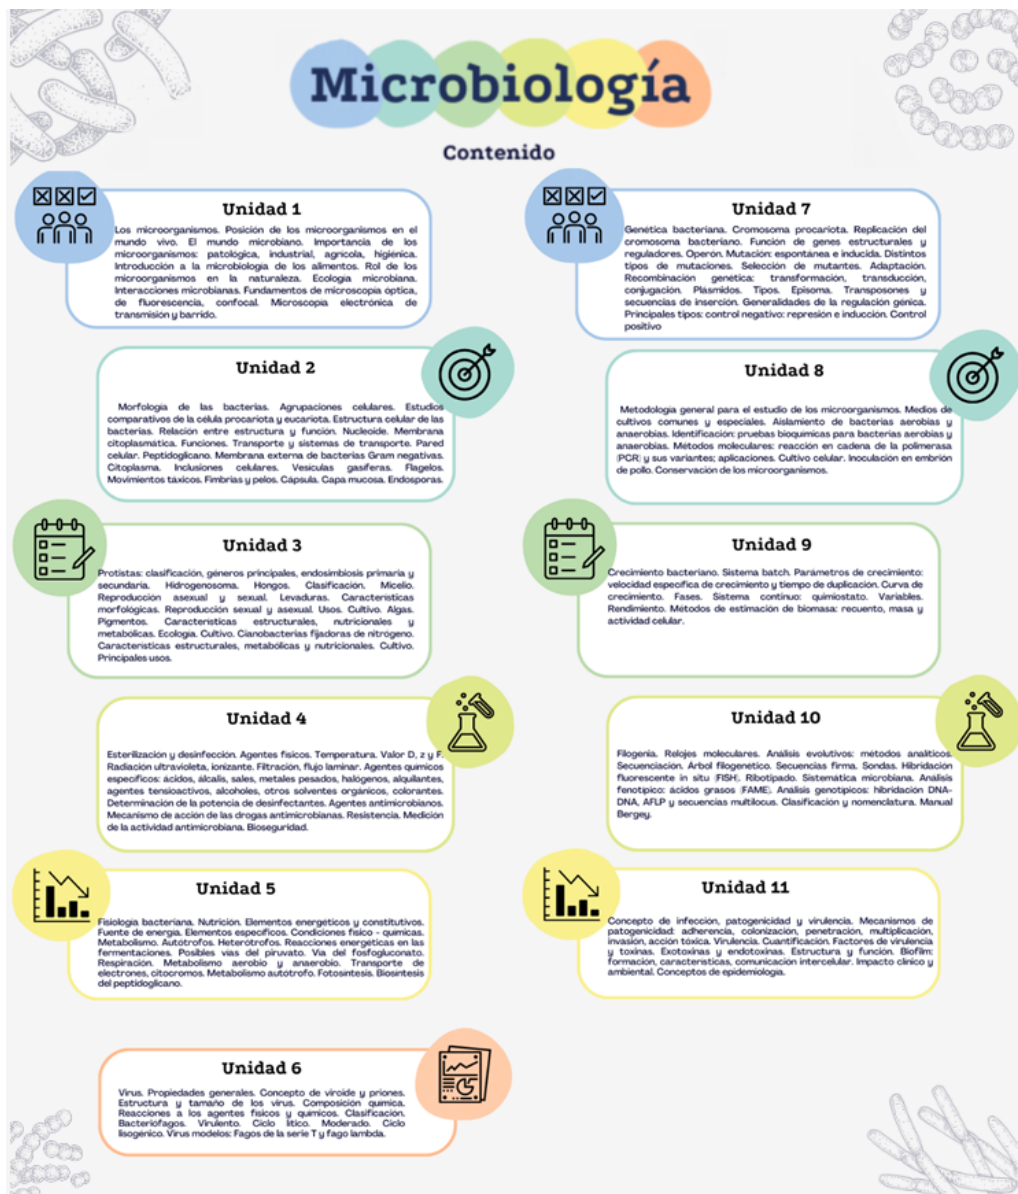 Microbiología
Contenido
Unidad 1
Los microorganismos. Posición de los microorganismos en el
mundo vivo. El mundo microbiano. Importancia de los
microorganismos: patológica, industrial, agrícola, higiénica.
Introducción a la microbiología de los alimentos. Rol de los
microorganismos en la naturaleza. Ecología microbiana.
Interacciones microbianas. Fundamentos de microscopía optica,
de fluorescencia, confocal. Microscopía electrónica de
transmisión y barrido.
Unidad 2
Morfología de las bacterias. Agrupaciones celulares. Estudios
comparativos de la célula procariota y eucariota. Estructura celular de las
bacterias. Relación entre estructura y función. Nucleoide. Membrana
citoplasmática. Funciones. Transporte y sistemas de transporte. Pared
celular. Peptidoglicano. Membrana externa de bacterias Gram negativas.
Citoplasma. Inclusiones celulares. Vesículas gasíferas. Flagelos.
Movimientos táxicos. Fimbrias y pelos. Cápsula. Capa mucosa. Endosporas.
Unidad 3
Protistas: clasificación, géneros principales, endosimbiosis primaria y
secundaria. Hidrogenosoma. Hongos. Clasificación. Micelio.
Reproducción asexual y sexual. Levaduras. Características
morfológicas. Reproducción sexual y asexual. Usos. Cultivo. Algas.
Pigmentos. Características estructurales, nutricionales y
metabólicas. Ecología. Cultivo. Cianobacterias fijadoras de nitrógeno.
Características estructurales, metabólicas y nutricionales. Cultivo.
Principales usos.
Unidad 4
Esterilización y desinfección. Agentes físicos. Temperatura. Valor D, z y F.
Radiación ultravioleta, ionizante. Filtración, flujo laminar. Agentes químicos
específicos: ácidos, álcalis, sales, metales pesados, halógenos, alquilantes,
agentes tensioactivos, alcoholes, otros solventes orgánicos, colorantes.
Determinación de la potencia de desinfectantes. Agentes antimicrobianos.
Mecanismo de acción de las drogas antimicrobianas. Resistencia. Medición
de la actividad antimicrobiana. Bioseguridad.
Unidad 5
Fisiología bacteriana. Nutrición. Elementos energéticos y constitutivos.
Fuente de energía. Elementos específicos. Condiciones físico - químicas.
Metabolismo. Autótrofos. Heterótrofos. Reacciones energéticas en las
fermentaciones. Posibles vías del piruvato. Vía del fosfogluconato.
Respiración. Metabolismo aerobio y anaerobio. Transporte de
electrones, citocromos. Metabolismo autótrofo. Fotosíntesis. Biosíntesis
del peptidoglicano.
Unidad 6
Virus. Propiedades generales. Concepto de viroide y priones.
Estructura y tamaño de los virus. Composición química.
Reacciones a los agentes físicos y químicos. Clasificación.
Bacteriófagos. Virulento. Ciclo lítico. Moderado. Ciclo
lisogénico. Virus modelos: Fagos de la serie T y fago lambda.
Unidad 7
Genética bacteriana. Cromosoma procariota. Replicación del
cromosoma bacteriano. Función de genes estructurales y
reguladores. Operón. Mutación: espontanea e inducida. Distintos
tipos de mutaciones. Selección de mutantes. Adaptación.
Recombinación genética: transformación, transducción,
conjugación. Plásmidos. Tipos. Episoma. Transposones y
secuencias de inserción. Generalidades de la regulación génica.
Principales tipos: control negativo: represión e inducción. Control
positivo
Unidad 8
Metodología general para el estudio de los microorganismos. Medios de
cultivos comunes y especiales. Aislamiento de bacterias aerobias y
anaerobias. Identificación: pruebas bioquímicas para bacterias aerobias y
anaerobias. Métodos moleculares: reacción en cadena de la polimerasa
(PCR) y sus variantes; aplicaciones. Cultivo celular. Inoculación en embrión
de pollo. Conservación de los microorganismos.
Unidad 9
Crecimiento bacteriano. Sistema batch. Parámetros de crecimiento:
velocidad específica de crecimiento y tiempo de duplicación. Curva de
crecimiento. Fases. Sistema continuo: quimiostato. Variables.
Rendimiento. Métodos de estimación de biomasa: recuento, masa y
actividad celular.
Unidad 10
Filogenia. Relojes moleculares. Análisis evolutivos: métodos analíticos.
Secuenciación. Arbol filogenetico. Secuencias firma. Sondas. Hibridación
fluorescente in situ (FISH). Ribotipado. Sistemática microbiana. Análisis
fenotípico: ácidos grasos (FAME). Análisis genotípicos: hibridación DNA-
DNA, AFLP y secuencias multilocus. Clasificación y nomenclatura. Manual
Bergey.
Unidad 11
Concepto de infección, patogenicidad y virulencia. Mecanismos de
patogenicidad: adherencia, colonización, penetración, multiplicación,
invasión, acción tóxica. Virulencia. Cuantificación. Factores de virulencia
y toxinas. Exotoxinas y endotoxinas. Estructura y función. Biofilm:
formación, características, comunicación intercelular. Impacto clínico y
ambiental. Conceptos de epidemiología.